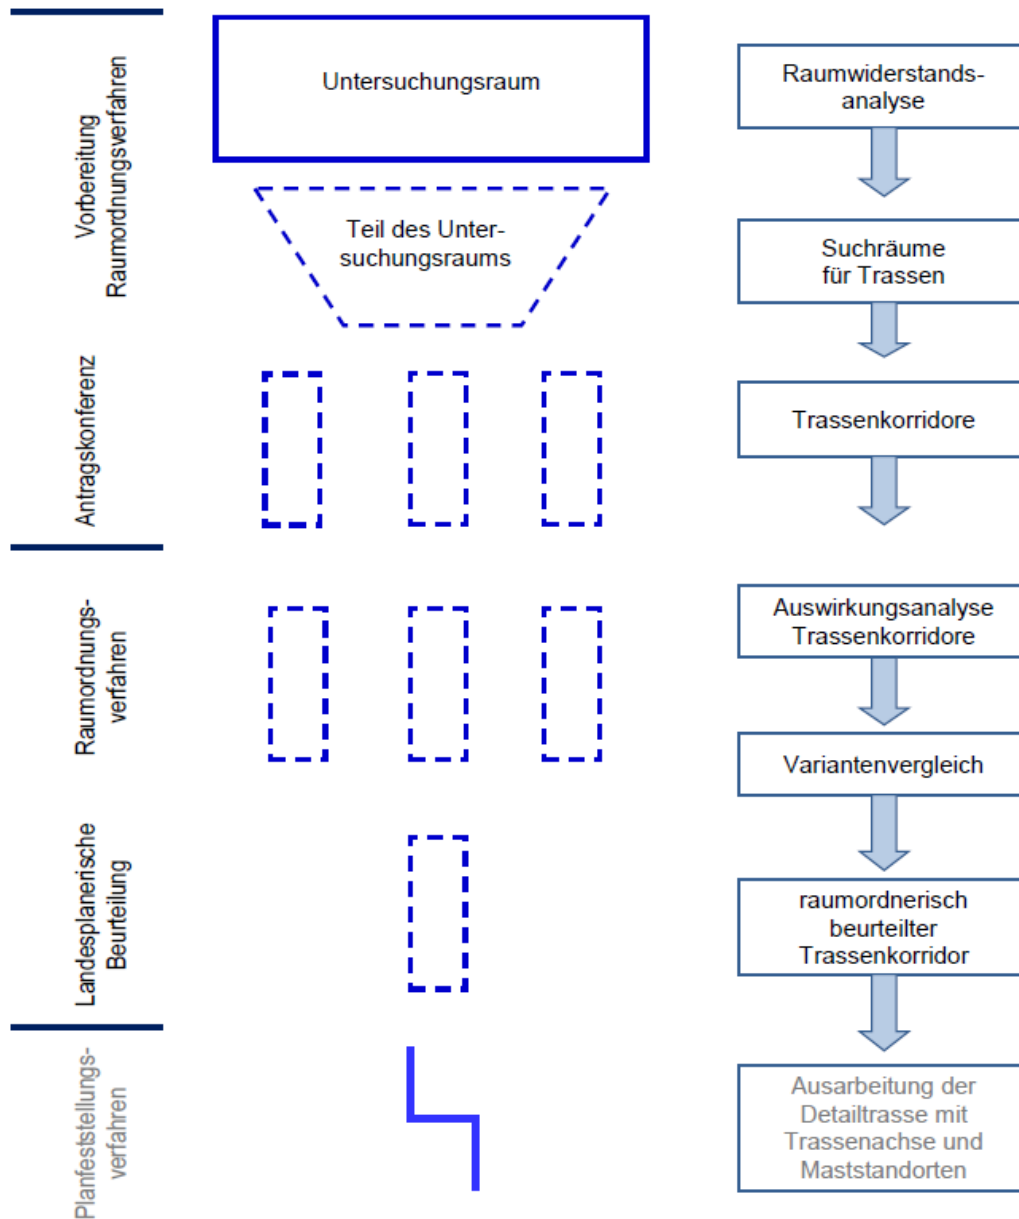 Vorbereitung
Raumordnungsverfahren
Untersuchungsraum
Raumwiderstands-
analyse
Teil des Unter-
suchungsraums
Suchräume
für Trassen
Antragskonferenz
Trassenkorridore
Raumordnungs-
verfahren
Auswirkungsanalyse
Trassenkorridore
Variantenvergleich
Landesplanerische
Beurteilung
raumordnerisch
beurteilter
Trassenkorridor
Planfeststellungs-
verfahren
Ausarbeitung der
Detailtrasse mit
Trassenachse und
Maststandorten